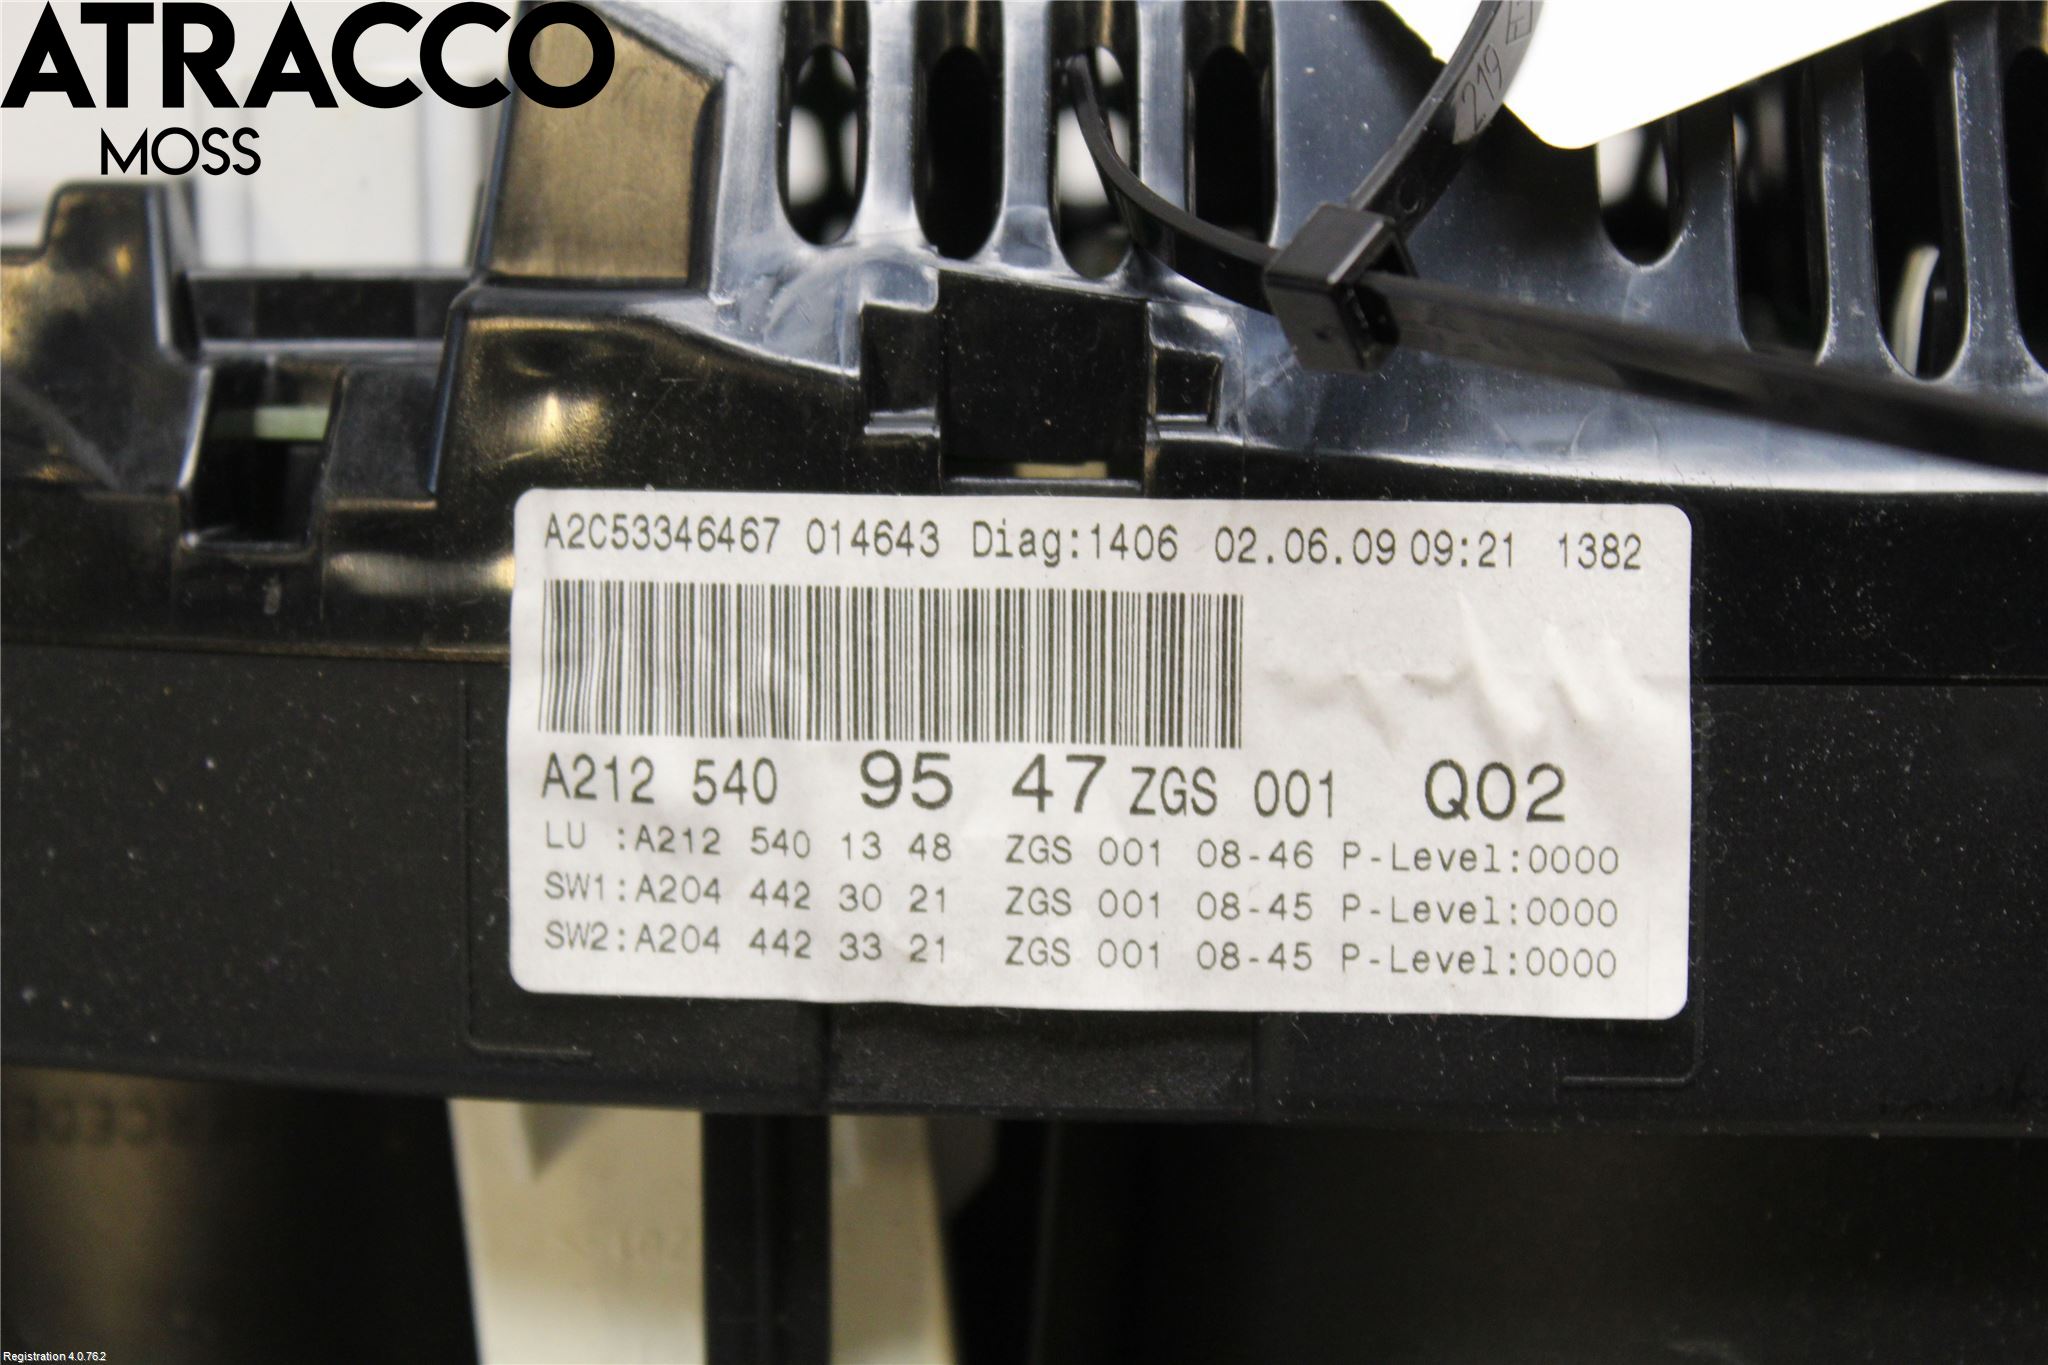 ATRACCO
MOSS
219
A2C53346467 014643 Diag:1406 02.06.09 09:21 1382
A212 540 95 47 ZGS 001 Q02
LU :A212 540 13 48 ZGS 001 08-46 P-Level:0000
SW1:A204 442 30 21 ZGS 001 08-45 P-Level:0000
SW2:A204 442 33 21 ZGS 001 08-45 P-Level:0000
Registration 4.0.76.2